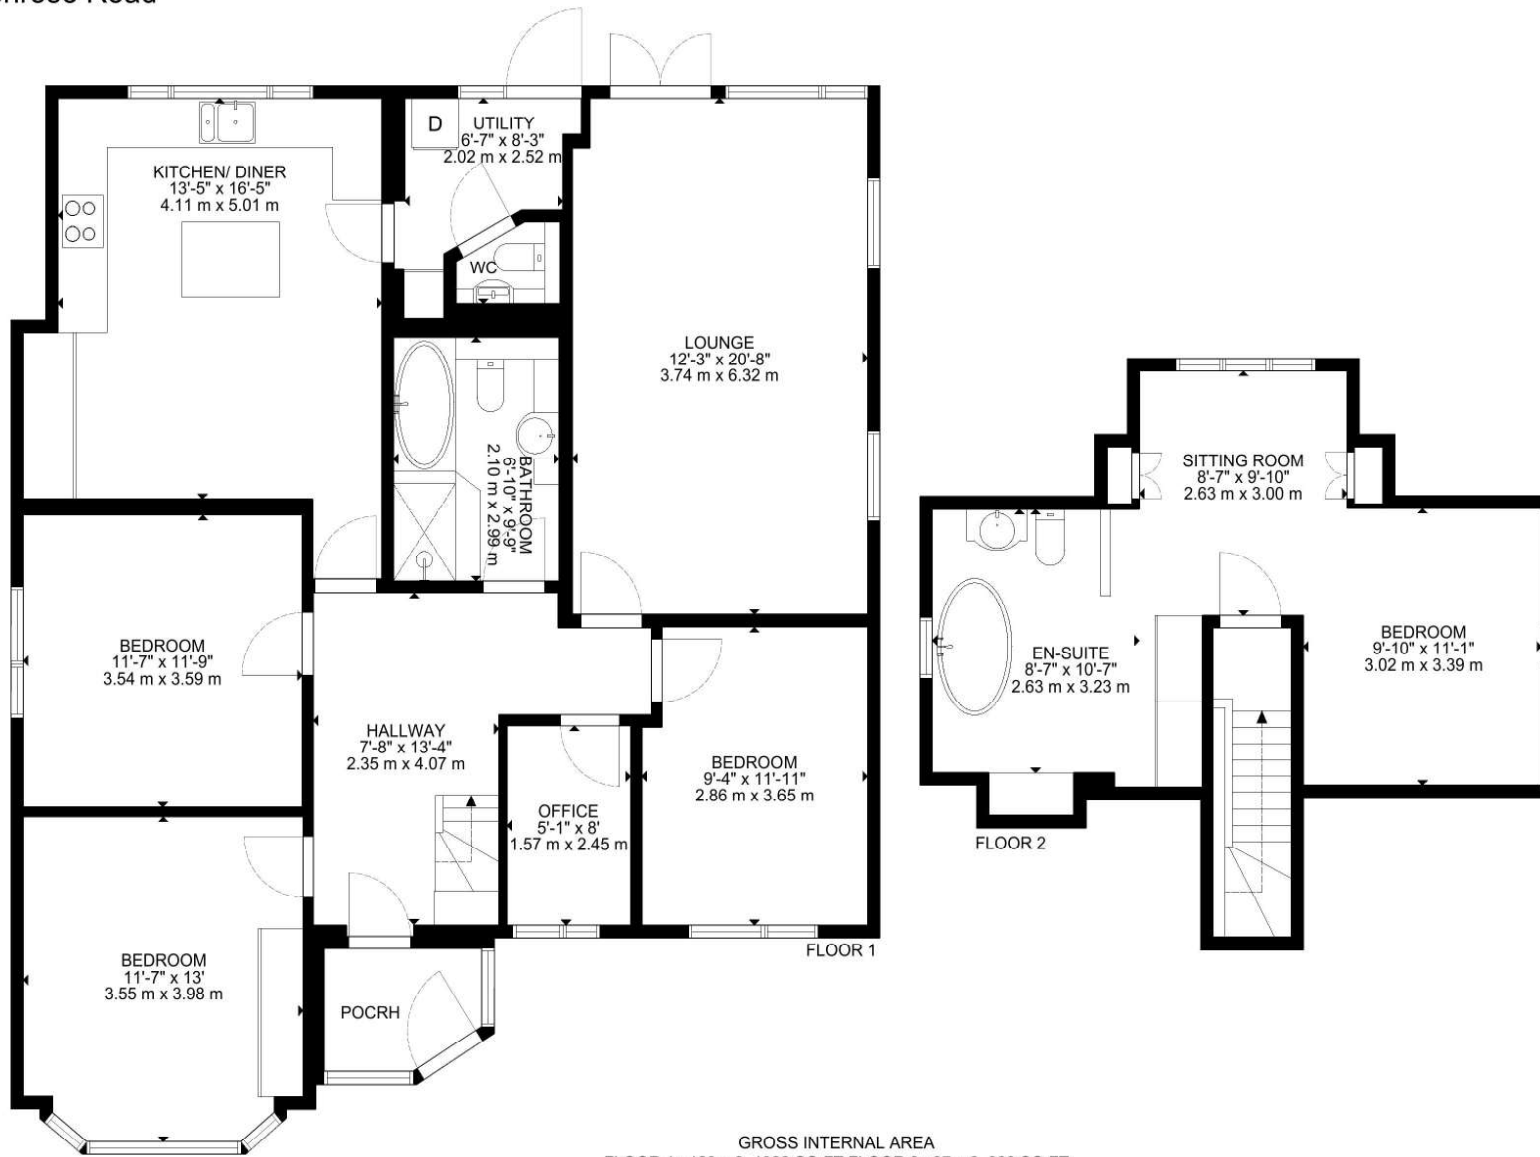 Road
D
UTILITY
6'-7" x 8'-3"
2.02 m x 2.52 m
KITCHEN/ DINER
13'-5" x 16'-5"
4.11 m x 5.01 m
WC
LOUNGE
12'-3" x 20'-8"
3.74 m x 6.32 m
BATHROOM
6'-10" x 9'-9"
2.10 m x 2.99 m
SITTING ROOM
8'-7" x 9'-10"
2.63 m x 3.00 m
BEDROOM
11'-7" x 11'-9"
3.54 m x 3.59 m
EN-SUITE
8'-7" x 10'-7"
2.63 m x 3.23 m
BEDROOM
9'-10" x 11'-1"
3.02 m x 3.39 m
HALLWAY
7'-8" x 13'-4"
2.35 m x 4.07 m
BEDROOM
9'-4" x 11'-11"
2.86 m x 3.65 m
OFFICE
5'-1" x 8'
1.57 m x 2.45 m
FLOOR 2
FLOOR 1
BEDROOM
11'-7" x 13'
3.55 m x 3.98 m
POCRH
GROSS INTERNAL AREA